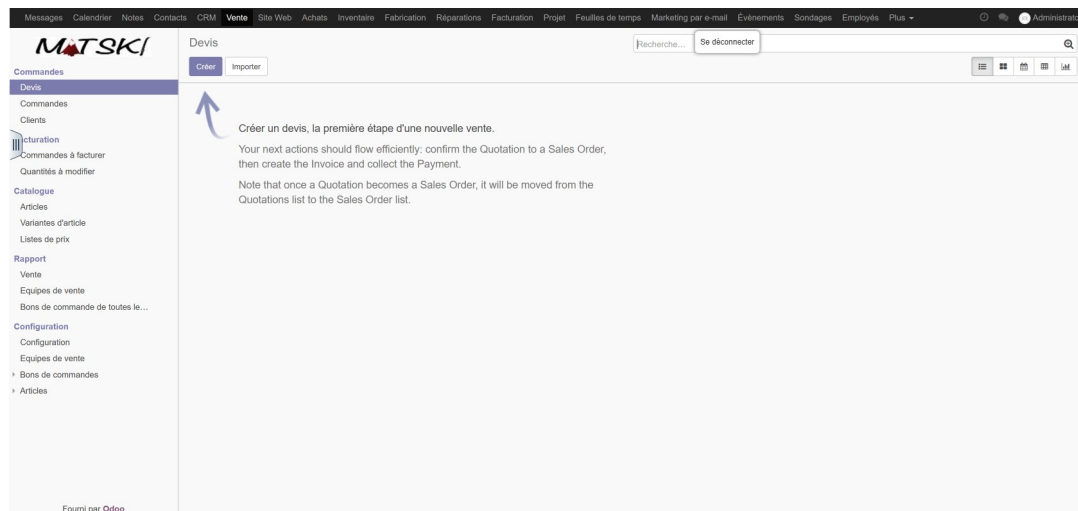 Messages Calendrier Notes Contacts CRM Vente Site Web Achats Inventaire Fabrication Réparations Facturation Projet Feuilles de temps Marketing par e-mail Évènements Sondages Employés Plus Administrato
MATSKI
Devis
Recherche...
Se déconnecter
Créer Importer
Commandes
Devis
Commandes
Clients
cturation
Commandes à facturer
Quantités à modifier
Catalogue
Articles
Variantes d'article
Listes de prix
Rapport
Vente
Equipes de vente
Bons de commande de toutes le...
Configuration
Configuration
Equipes de vente
Bons de commandes
Articles
Fourni par Odoo
Créer un devis, la première étape d'une nouvelle vente.
Your next actions should flow efficiently: confirm the Quotation to a Sales Order,
then create the Invoice and collect the Payment.
Note that once a Quotation becomes a Sales Order, it will be moved from the
Quotations list to the Sales Order list.